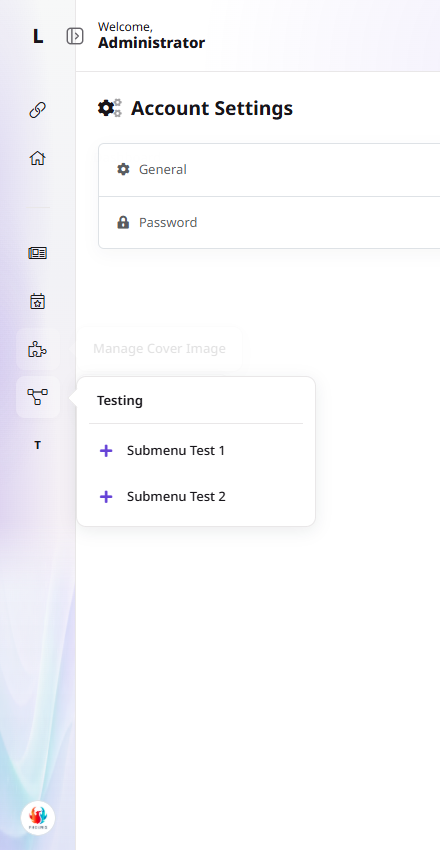 L
Welcome,
Administrator
Account Settings
General
Password
Manage Cover Image
Testing
Submenu Test 1
Submenu Test 2
T